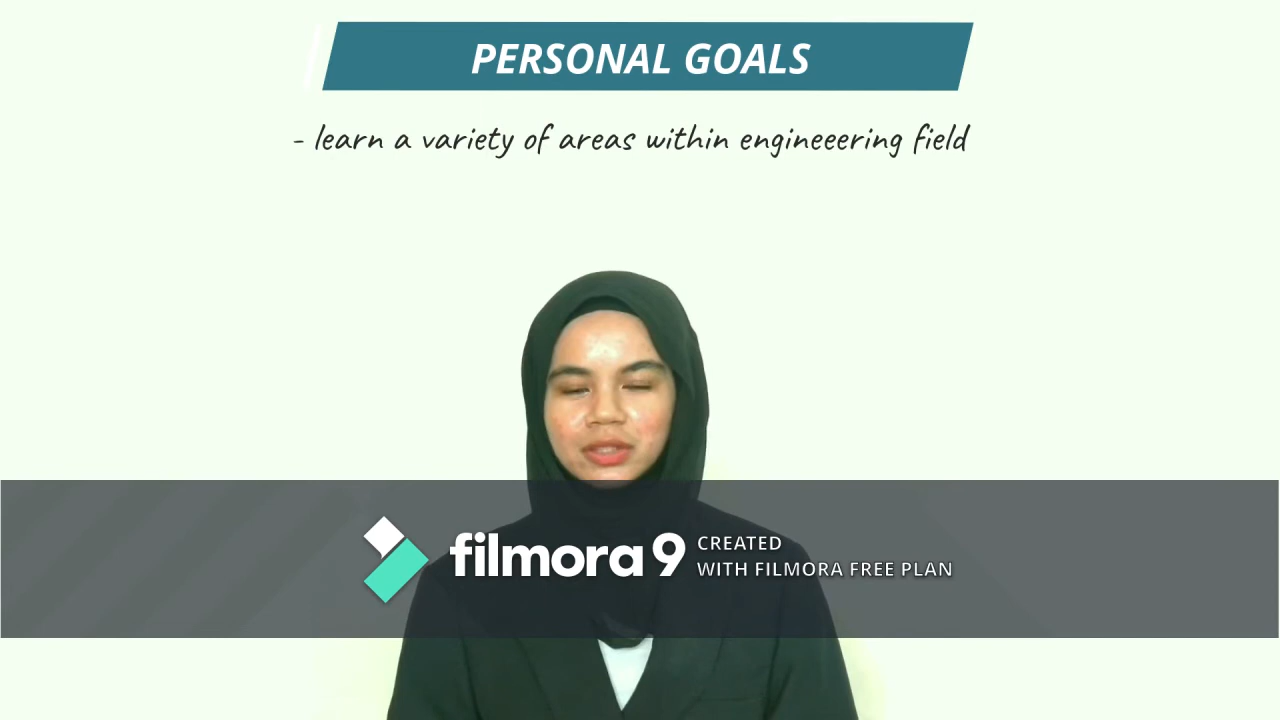 PERSONAL GOALS
- learn a variety of areas within engineeering field
filmora 9 CREATED
WITH FILMORA FREE PLAN